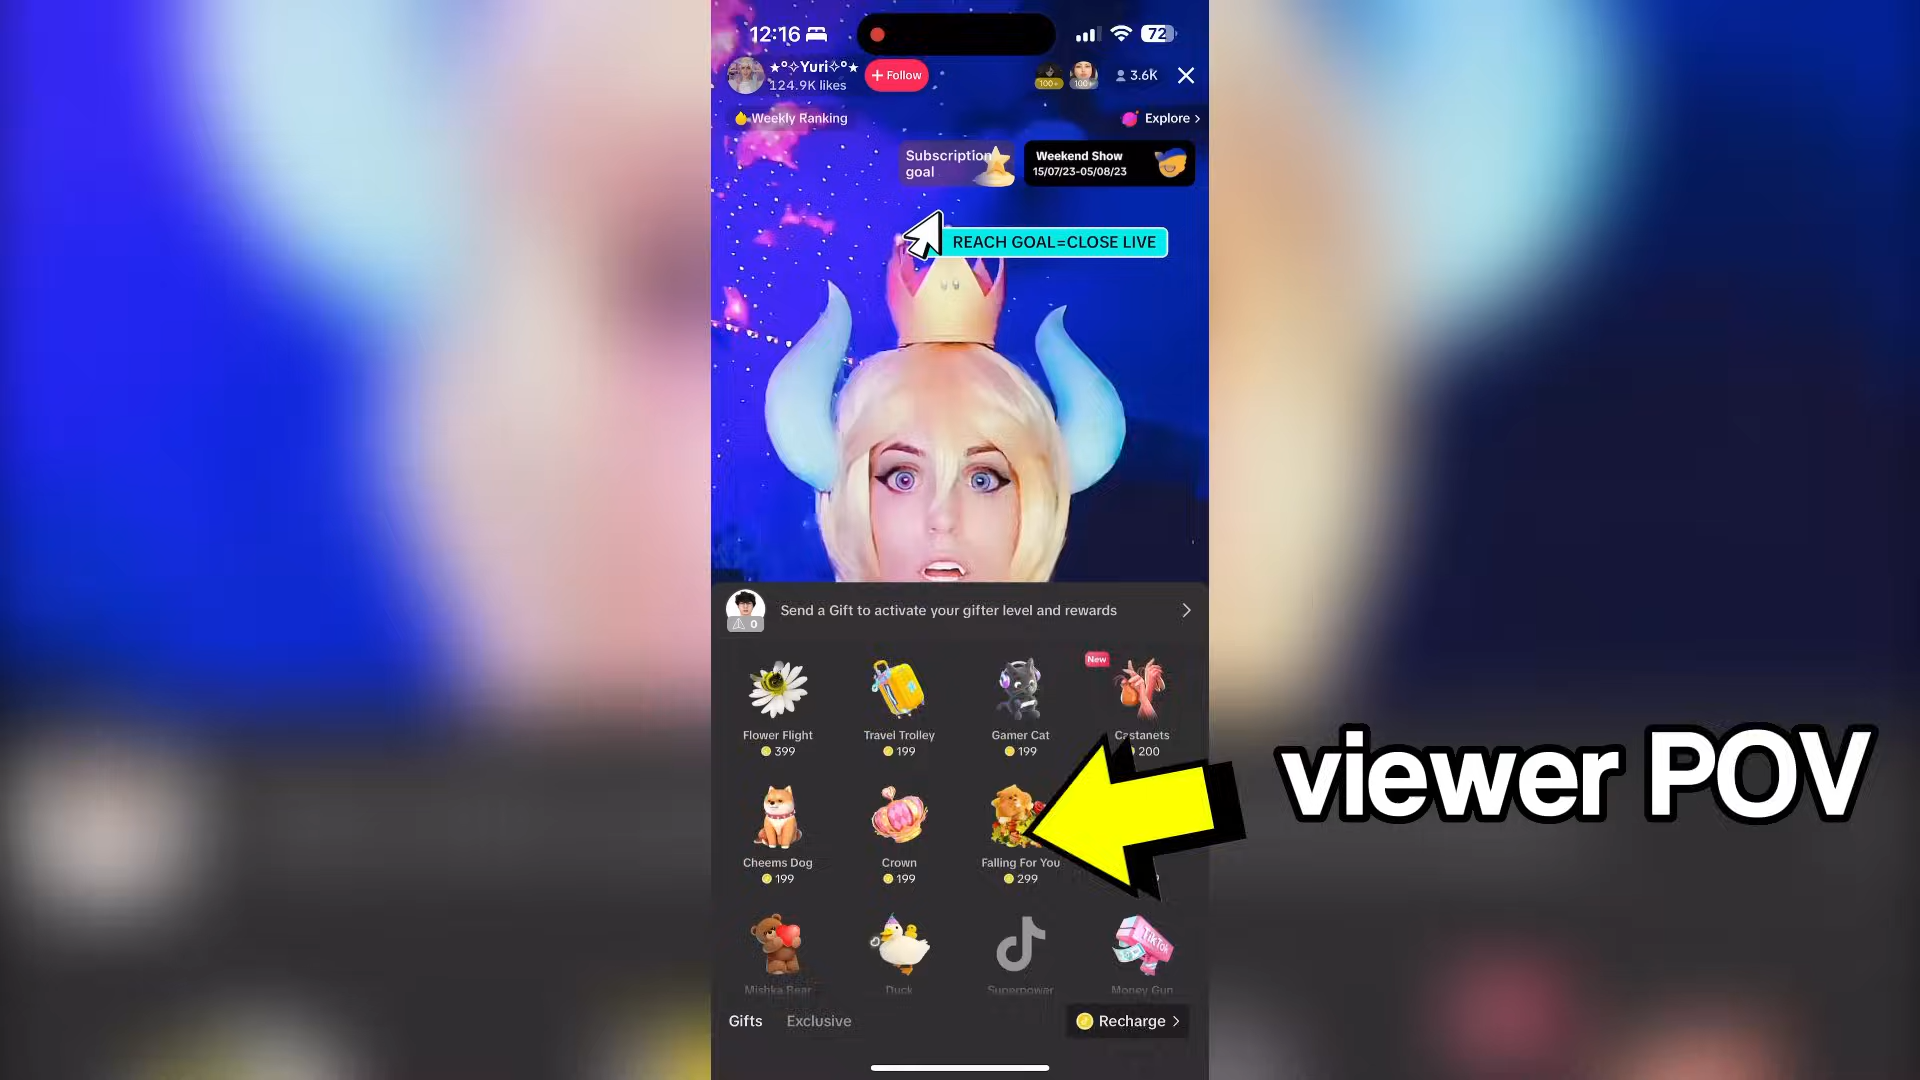 12:16
72
★°✧Yuri✧°★
124.9K likes
+ Follow
100+
100+
3.6K
Weekly Ranking
Explore >
Subscription
goal
Weekend Show
15/07/23-05/08/23
REACH GOAL=CLOSE LIVE
0
Send a Gift to activate your gifter level and rewards
New
Flower Flight
Travel Trolley
Gamer Cat
Castanets
399
199
199
200
viewer POV
Cheems Dog
Crown
Falling For You
199
199
299
TikTok
Mishka Bear
Duck
Superpower
Money Gun
Gifts
Exclusive
Recharge >